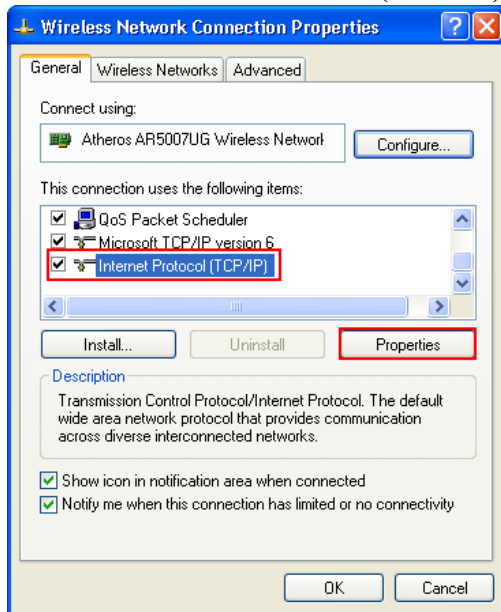 Wireless Network Connection Properties
General Wireless Networks Advanced
Connect using:
Atheros AR5007UG Wireless Network
Configure...
This connection uses the following items:
QoS Packet Scheduler
Microsoft TCP/IP version 6
Internet Protocol (TCP/IP)
Install... Uninstall Properties
Description
Transmission Control Protocol/Internet Protocol. The default
wide area network protocol that provides communication
across diverse interconnected networks.
Show icon in notification area when connected
Notify me when this connection has limited or no connectivity
OK Cancel